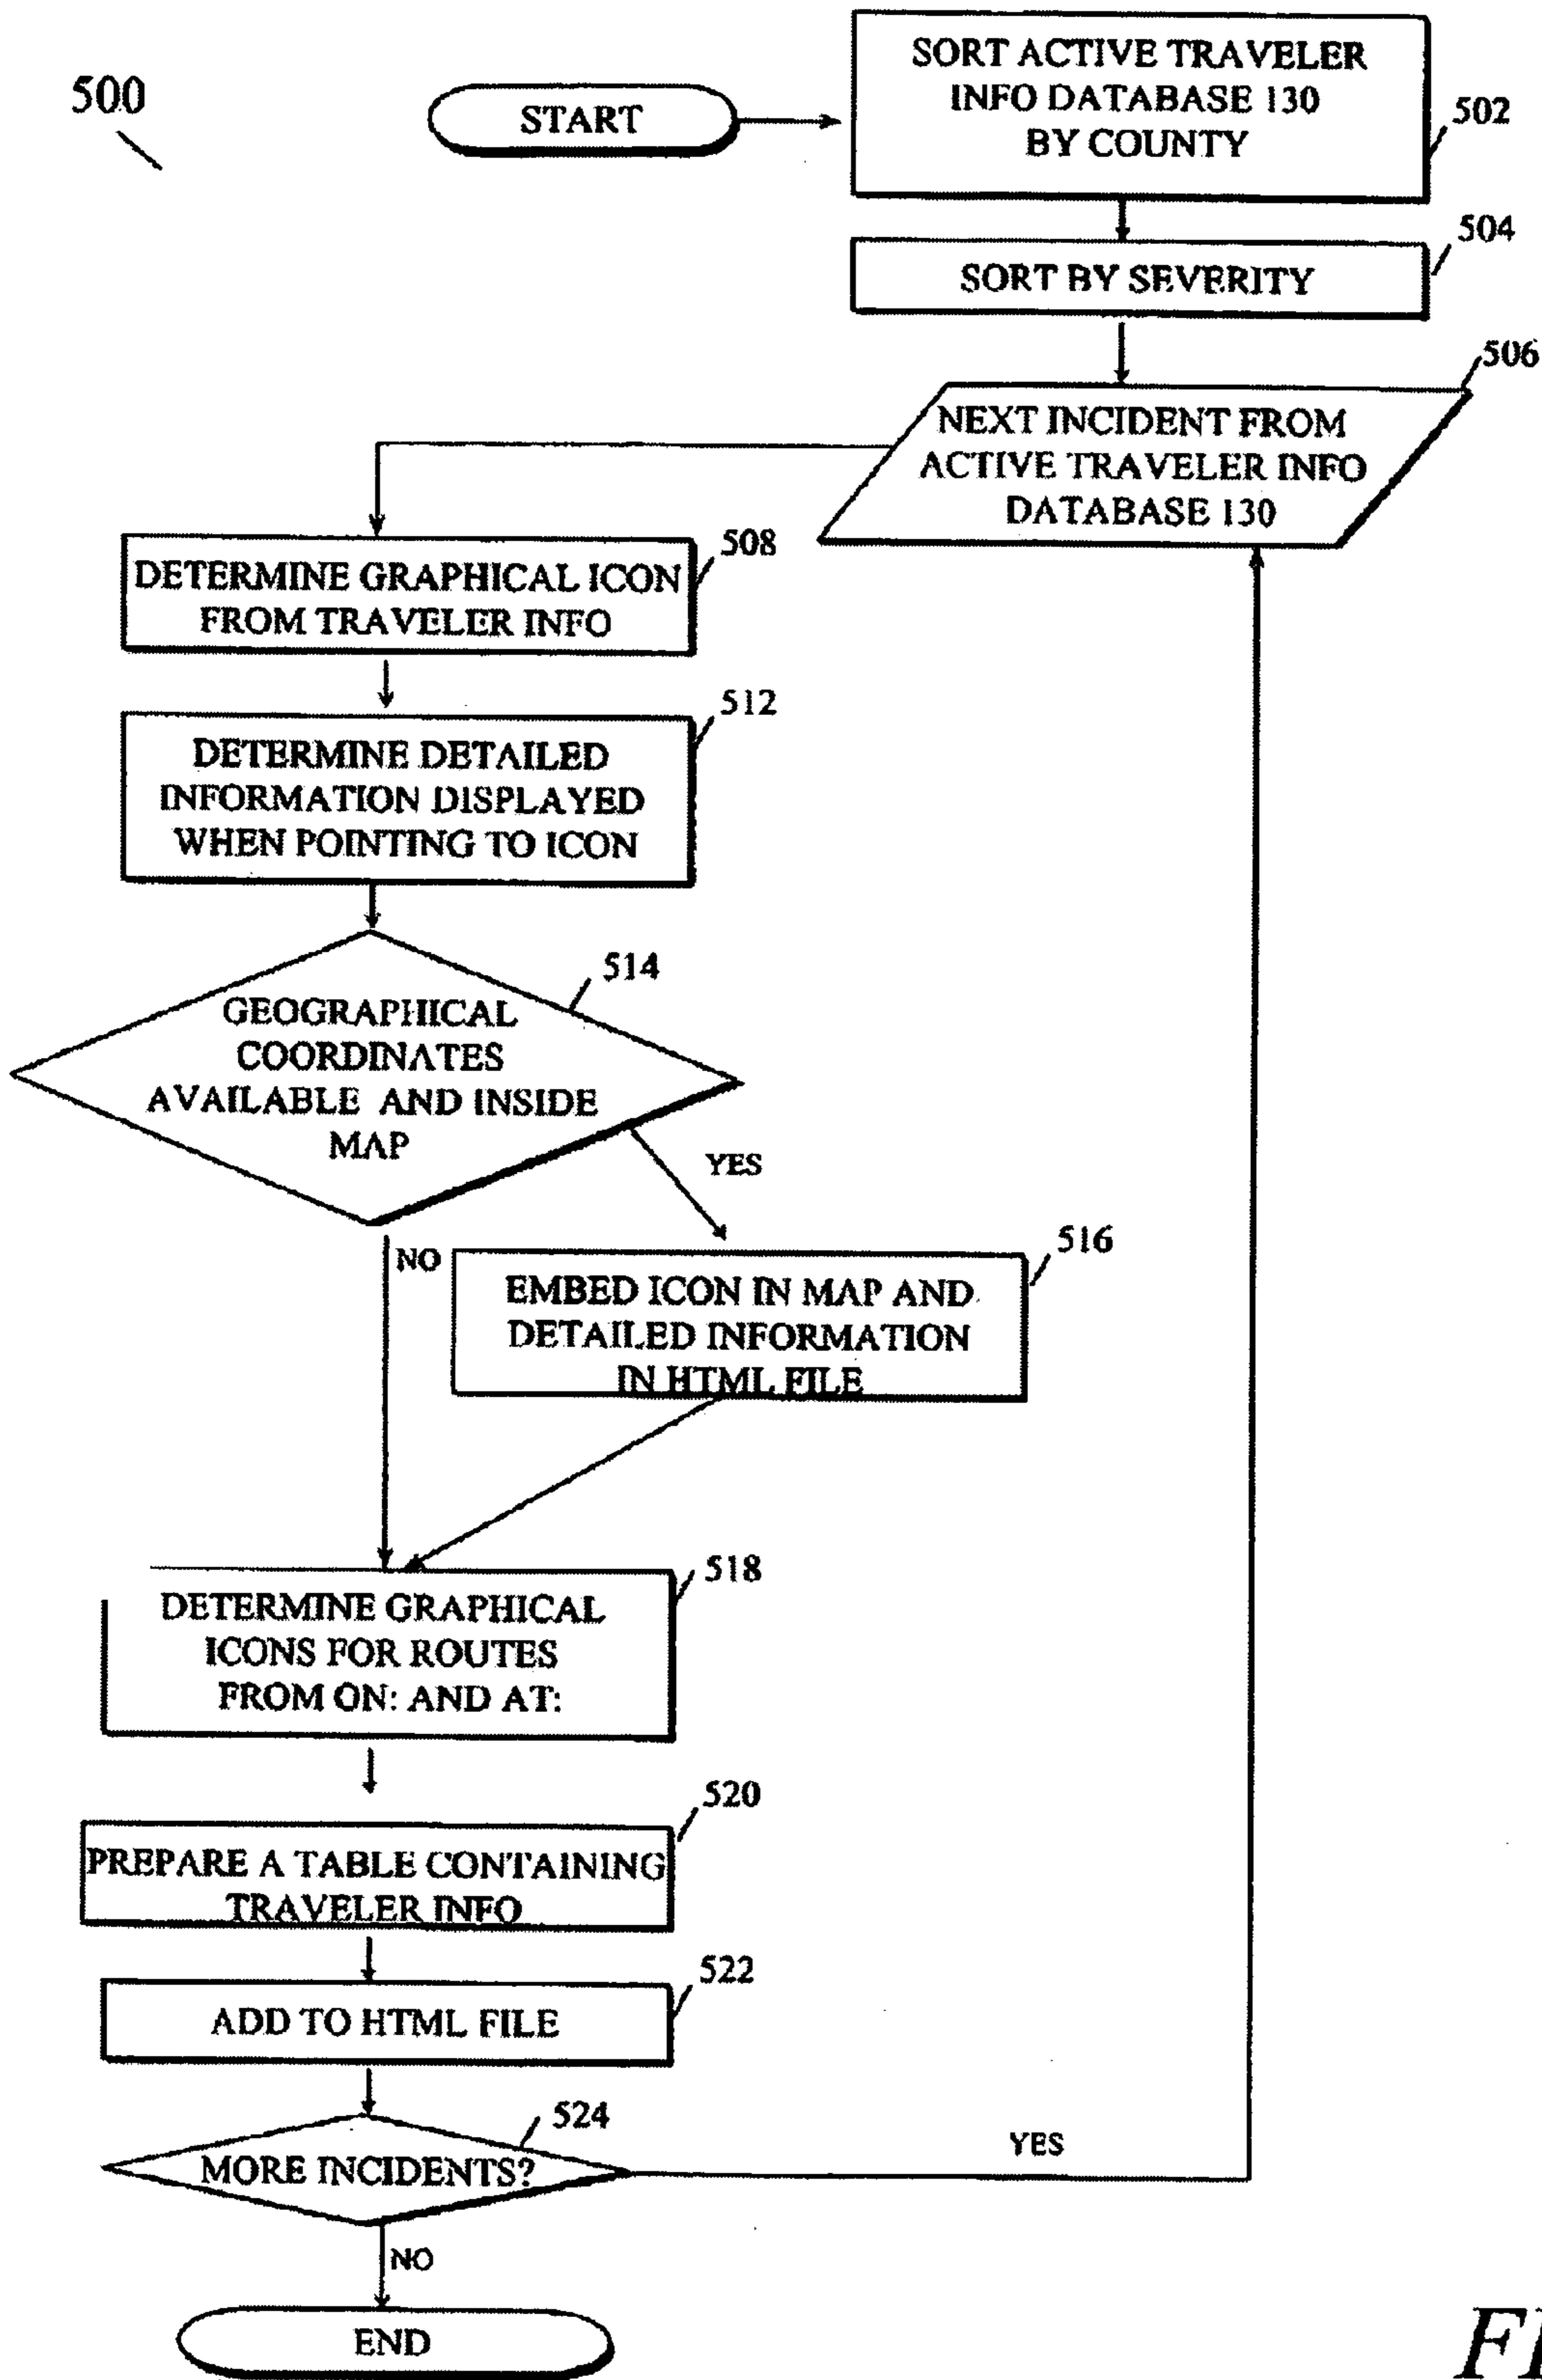 500
START
SORT ACTIVE TRAVELER
INFO DATABASE 130
BY COUNTY
502
SORT BY SEVERITY
504
NEXT INCIDENT FROM
ACTIVE TRAVELER INFO
DATABASE 130
506
DETERMINE GRAPHICAL ICON
FROM TRAVELER INFO
508
DETERMINE DETAILED
INFORMATION DISPLAYED
WHEN POINTING TO ICON
512
GEOGRAPHICAL
COORDINATES
AVAILABLE AND INSIDE
MAP
514
YES
NO
EMBED ICON IN MAP AND
DETAILED INFORMATION
IN HTML FILE
516
DETERMINE GRAPHICAL
ICONS FOR ROUTES
FROM ON: AND AT:
518
PREPARE A TABLE CONTAINING
TRAVELER INFO
520
ADD TO HTML FILE
522
MORE INCIDENTS?
524
YES
NO
END